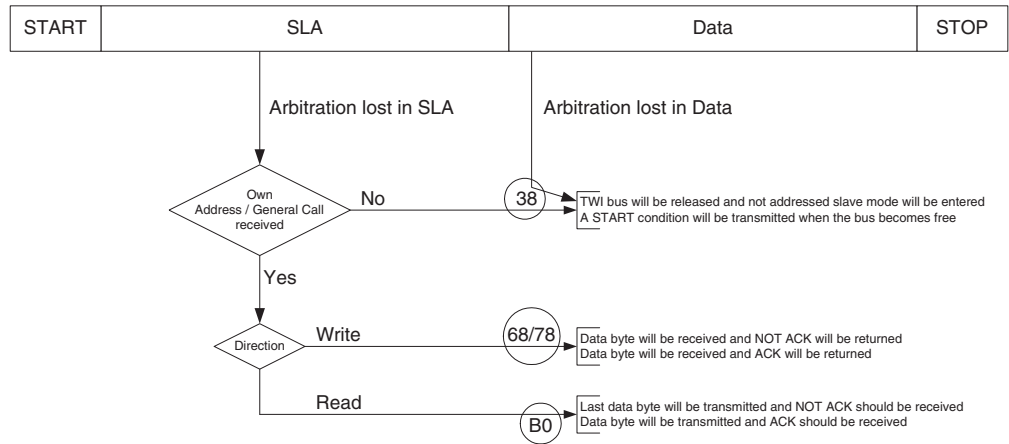 START SLA Data STOP
Arbitration lost in SLA Arbitration lost in Data
Own
Address / General Call
received
No
38
TWI bus will be released and not addressed slave mode will be entered
A START condition will be transmitted when the bus becomes free
Yes
Direction
Write
68/78
Data byte will be received and NOT ACK will be returned
Data byte will be received and ACK will be returned
Read
B0
Last data byte will be transmitted and NOT ACK should be received
Data byte will be transmitted and ACK should be received